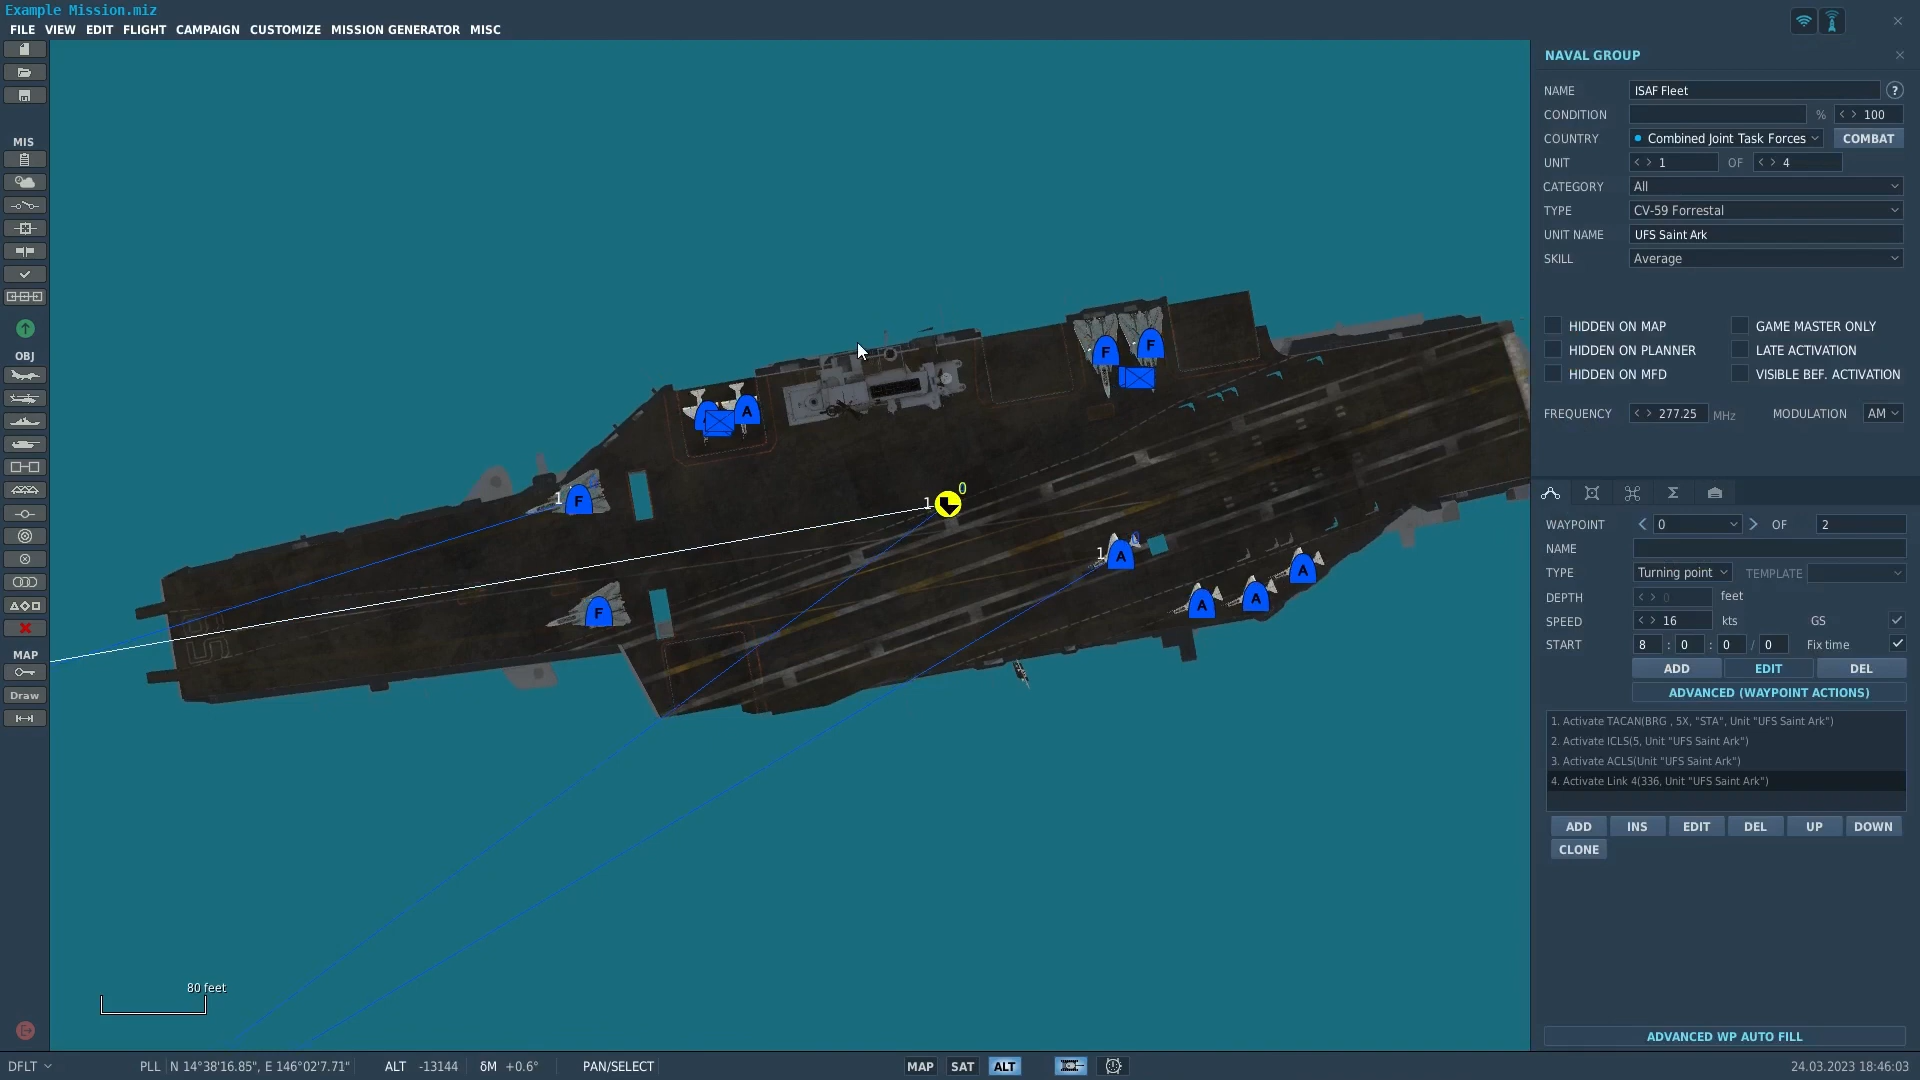 Example Mission.miz
FILE VIEW EDIT FLIGHT CAMPAIGN CUSTOMIZE MISSION GENERATOR MISC
MIS
OBJ
MAP
Draw
F F
A
1 F
1 0
1 A
F
A A A
80 feet
NAVAL GROUP
NAME ISAF Fleet ?
CONDITION % < > 100
COUNTRY Combined Joint Task Forces COMBAT
UNIT < > 1 OF < > 4
CATEGORY All
TYPE CV-59 Forrestal
UNIT NAME UFS Saint Ark
SKILL Average
HIDDEN ON MAP GAME MASTER ONLY
HIDDEN ON PLANNER LATE ACTIVATION
HIDDEN ON MFD VISIBLE BEF. ACTIVATION
FREQUENCY < > 277.25 MHz MODULATION AM
WAYPOINT < 0 > OF 2
NAME
TYPE Turning point TEMPLATE
DEPTH < > 0 feet
SPEED < > 16 kts GS
START 8 : 0 : 0 / 0 Fix time
ADD EDIT DEL
ADVANCED (WAYPOINT ACTIONS)
1. Activate TACAN(BRG , 5X, "STA", Unit "UFS Saint Ark")
2. Activate ICLS(5, Unit "UFS Saint Ark")
3. Activate ACLS(Unit "UFS Saint Ark")
4. Activate Link 4(336, Unit "UFS Saint Ark")
ADD INS EDIT DEL UP DOWN
CLONE
ADVANCED WP AUTO FILL
DFLT PLL N 14°38'16.85", E 146°02'7.71" ALT -13144 δM +0.6° PAN/SELECT MAP SAT ALT 24.03.2023 18:46:03